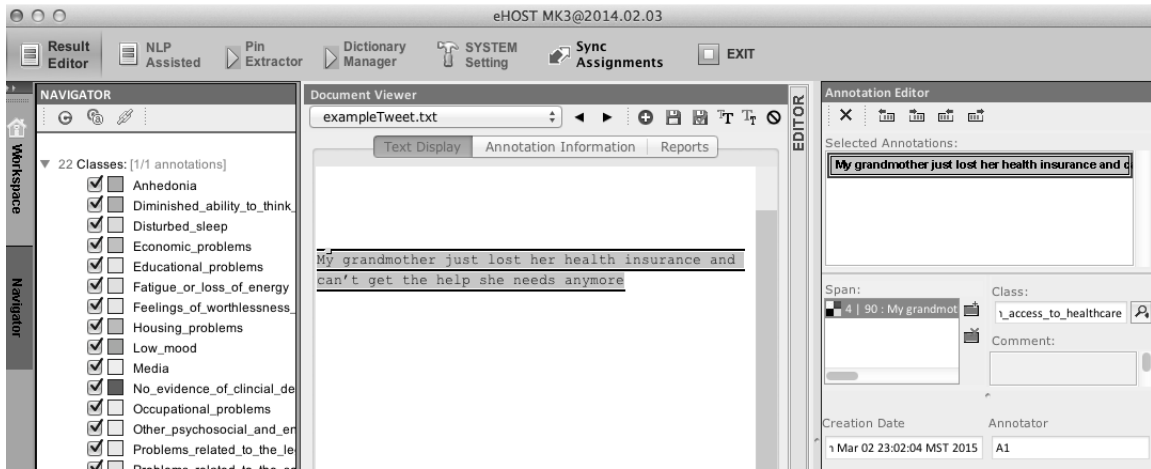 eHOST MK3@2014.02.03
Result Editor
NLP Assisted
Pin Extractor
Dictionary Manager
SYSTEM Setting
Sync Assignments
EXIT
Workspace
Navigator
NAVIGATOR
22 Classes: [1/1 annotations]
Anhedonia
Diminished_ability_to_think_
Disturbed_sleep
Economic_problems
Educational_problems
Fatigue_or_loss_of_energy
Feelings_of_worthlessness_
Housing_problems
Low_mood
Media
No_evidence_of_clincial_de
Occupational_problems
Other_psychosocial_and_en
Problems_related_to_the_le
Document Viewer
exampleTweet.txt
Text Display
Annotation Information
Reports
My grandmother just lost her health insurance and
can't get the help she needs anymore
EDITOR
Annotation Editor
Selected Annotations:
My grandmother just lost her health insurance and c
Span:
4 | 90 : My grandmot
Class:
_access_to_healthcare
Comment:
Creation Date
Mar 02 23:02:04 MST 2015
Annotator
A1